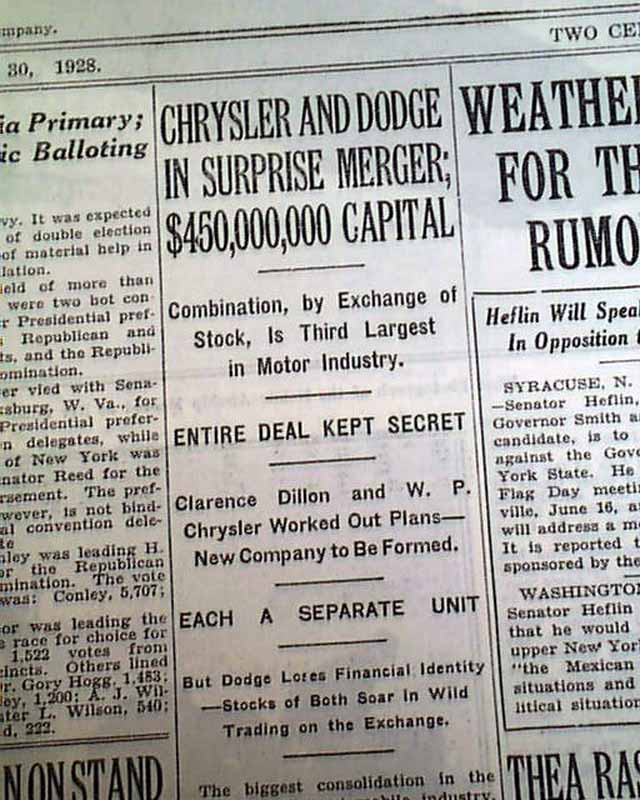 ompany.
TWO CE
30, 1928.
ia Primary;
ic Balloting
vy. It was expected
of double election
of material help in
lation.
ield of more than
were two bot con-
r Presidential pref-
Republican and
ts, and the Republi-
omination.
er vied with Sena-
sburg, W. Va., for
Presidential prefer-
n delegates, while
of New York was
nator Reed for the
rsement. The pref-
wever, is not bind-
al convention dele-
te
nley was leading H.
or the Republican
mination. The vote
was: Conley, 5,707;
or was leading the
e race for choice for
1,522 votes from
cincts. Others lined
r. Gory Hogg, 1,483;
ley, 1,200; A. J. Wil-
ster L. Wilson, 540;
d, 222.
N ON STAND
CHRYSLER AND DODGE
IN SURPRISE MERGER;
$450,000,000 CAPITAL
Combination, by Exchange of
Stock, Is Third Largest
in Motor Industry.
ENTIRE DEAL KEPT SECRET
Clarence Dillon and W. P.
Chrysler Worked Out Plans—
New Company to Be Formed.
EACH A SEPARATE UNIT
But Dodge Loses Financial Identity
—Stocks of Both Soar in Wild
Trading on the Exchange.
The biggest consolidation in the
industry,
WEATHE
FOR TH
RUMO
Heflin Will Spea
In Opposition t
SYRACUSE, N.
—Senator Heflin,
Governor Smith a
candidate, is to
against the Gov
York State. He
Flag Day meeti
ville, June 16, a
will address a m
It is reported t
sponsored by the
WASHINGTON
Senator Heflin
that he would
upper New Yor
"the Mexican
situations and
litical situation
THEA RAS